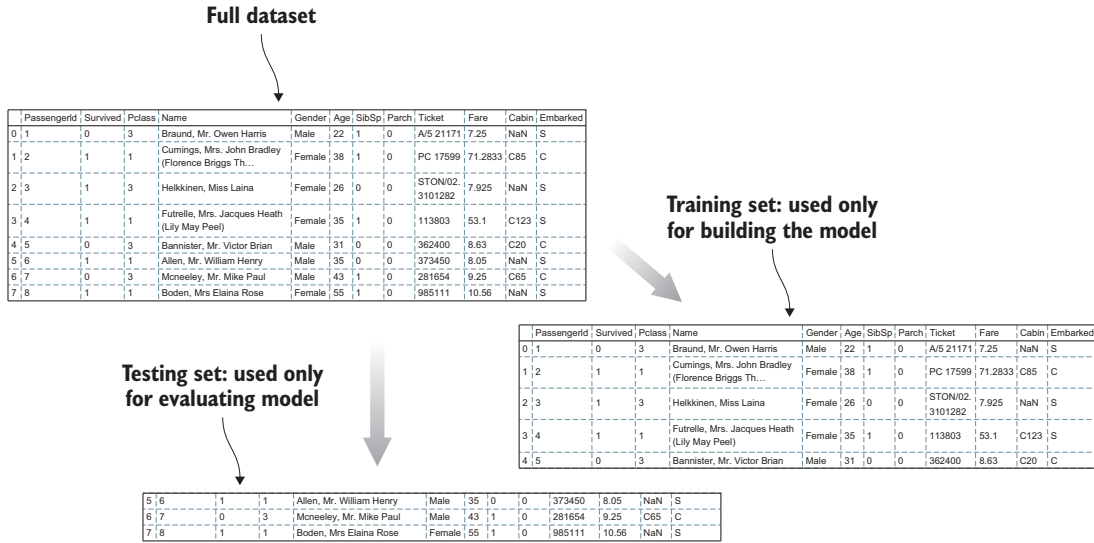 Full dataset
PassengerId Survived Pclass Name Gender Age SibSp Parch Ticket Fare Cabin Embarked
0 1 0 3 Braund, Mr. Owen Harris Male 22 1 0 A/5 21171 7.25 NaN S
1 2 1 1 Cumings, Mrs. John Bradley
(Florence Briggs Th... Female 38 1 0 PC 17599 71.2833 C85 C
2 3 1 3 Helkkinen, Miss Laina Female 26 0 0 STON/02.
3101282 7.925 NaN S
3 4 1 1 Futrelle, Mrs. Jacques Heath
(Lily May Peel) Female 35 1 0 113803 53.1 C123 S
4 5 0 3 Bannister, Mr. Victor Brian Male 31 0 0 362400 8.63 C20 C
5 6 1 1 Allen, Mr. William Henry Male 35 0 0 373450 8.05 NaN S
6 7 0 3 Mcneeley, Mr. Mike Paul Male 43 1 0 281654 9.25 C65 C
7 8 1 1 Boden, Mrs Elaina Rose Female 55 1 0 985111 10.56 NaN S
Training set: used only
for building the model
PassengerId Survived Pclass Name Gender Age SibSp Parch Ticket Fare Cabin Embarked
0 1 0 3 Braund, Mr. Owen Harris Male 22 1 0 A/5 21171 7.25 NaN S
1 2 1 1 Cumings, Mrs. John Bradley
(Florence Briggs Th... Female 38 1 0 PC 17599 71.2833 C85 C
2 3 1 3 Helkkinen, Miss Laina Female 26 0 0 STON/02.
3101282 7.925 NaN S
3 4 1 1 Futrelle, Mrs. Jacques Heath
(Lily May Peel) Female 35 1 0 113803 53.1 C123 S
4 5 0 3 Bannister, Mr. Victor Brian Male 31 0 0 362400 8.63 C20 C
Testing set: used only
for evaluating model
5 6 1 1 Allen, Mr. William Henry Male 35 0 0 373450 8.05 NaN S
6 7 0 3 Mcneeley, Mr. Mike Paul Male 43 1 0 281654 9.25 C65 C
7 8 1 1 Boden, Mrs Elaina Rose Female 55 1 0 985111 10.56 NaN S